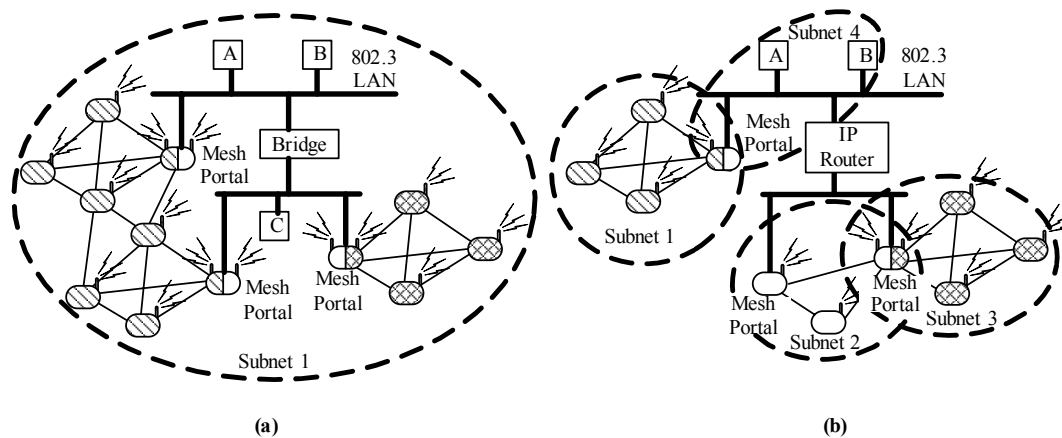 A
B
802.3
LAN
Bridge
Mesh
Portal
C
Mesh
Portal
Mesh
Portal
Subnet 1
(a)
Subnet 4
A
B
802.3
LAN
Mesh
Portal
IP
Router
Subnet 1
Mesh
Portal
Mesh
Portal
Subnet 2
Subnet 3
(b)